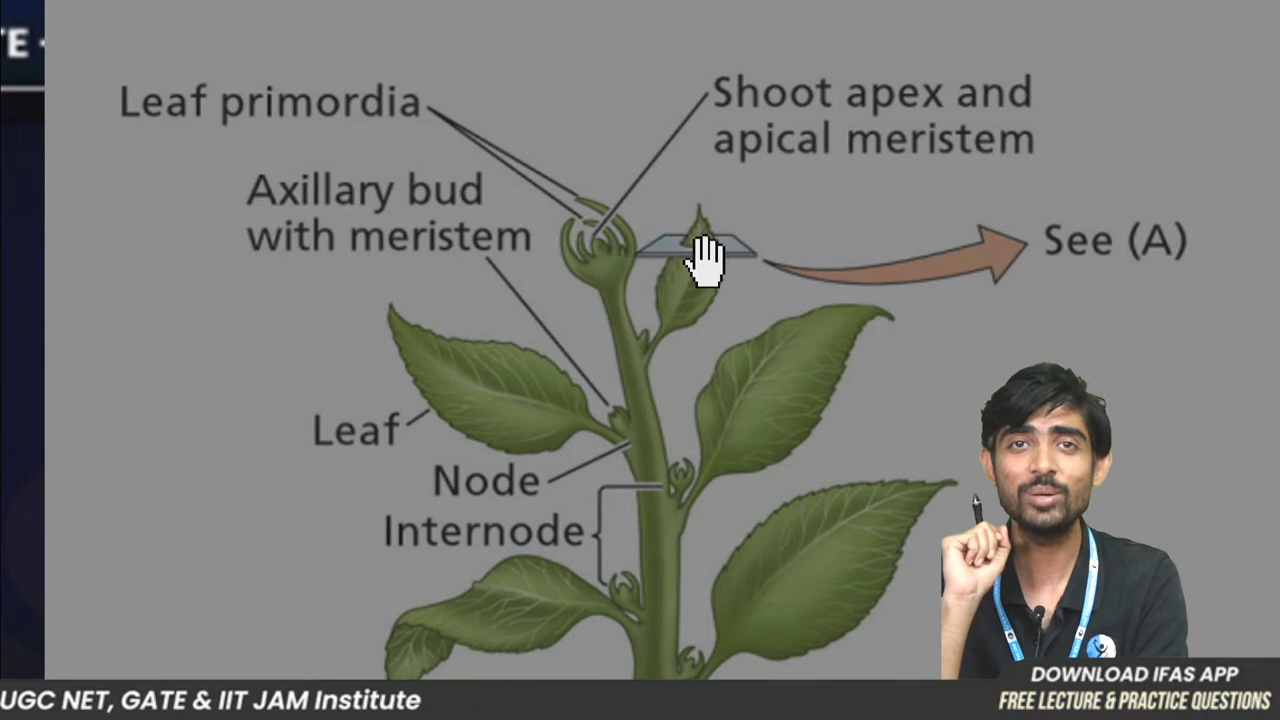 TE -
Leaf primordia
Shoot apex and
apical meristem
Axillary bud
with meristem
See (A)
Leaf
Node
Internode
DOWNLOAD IFAS APP
UGC NET, GATE & IIT JAM Institute
FREE LECTURE & PRACTICE QUESTIONS